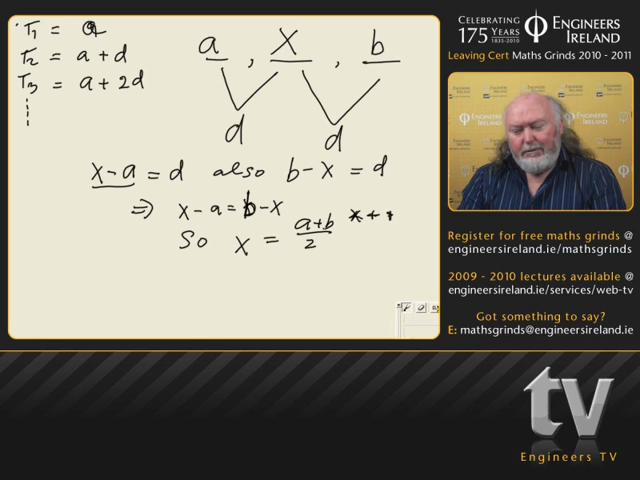 T1 = a
T2 = a + d
T3 = a + 2d
a , x , b
d d
x - a = d also b - x = d
⇒ x - a = b - x
So x = a+b/2
CELEBRATING
175 YEARS
1835-2010
ENGINEERS
IRELAND
Leaving Cert Maths Grinds 2010 - 2011
Register for free maths grinds @
engineersireland.ie/mathsgrinds
2009 - 2010 lectures available @
engineersireland.ie/services/web-tv
Got something to say?
E: mathsgrinds@engineersireland.ie
tv
Engineers TV